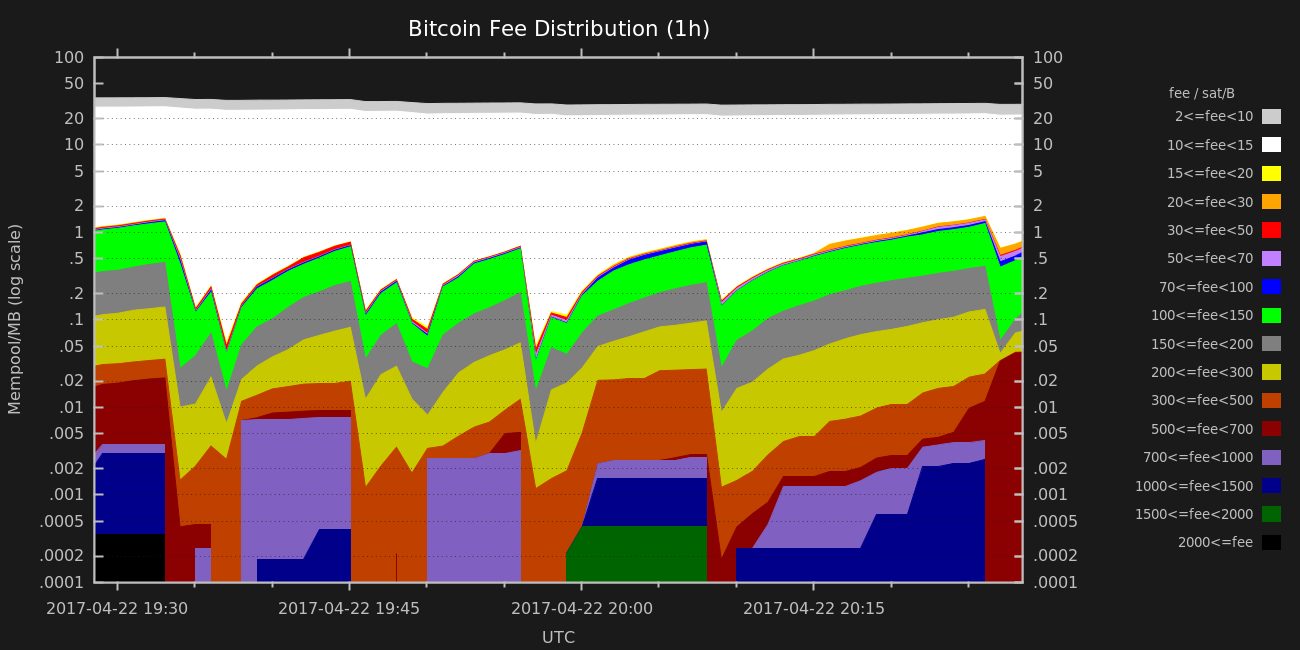 Bitcoin Fee Distribution (1h)
Mempool/MB (log scale)
100
50
20
10
5
2
1
.5
.2
.1
.05
.02
.01
.005
.002
.001
.0005
.0002
.0001
100
50
20
10
5
2
1
.5
.2
.1
.05
.02
.01
.005
.002
.001
.0005
.0002
.0001
2017-04-22 19:30
2017-04-22 19:45
2017-04-22 20:00
2017-04-22 20:15
UTC
fee / sat/B
2<=fee<10
10<=fee<15
15<=fee<20
20<=fee<30
30<=fee<50
50<=fee<70
70<=fee<100
100<=fee<150
150<=fee<200
200<=fee<300
300<=fee<500
500<=fee<700
700<=fee<1000
1000<=fee<1500
1500<=fee<2000
2000<=fee